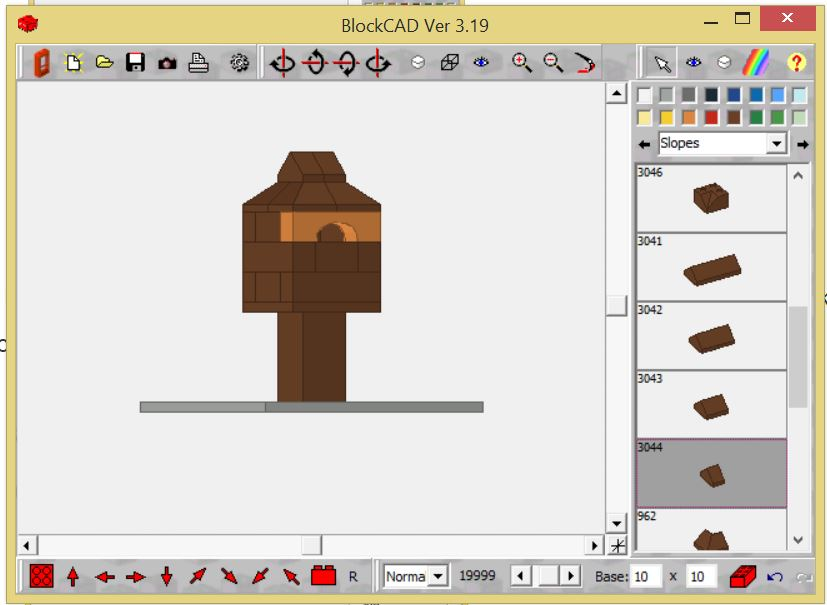 BlockCAD Ver 3.19
Slopes
3046
3041
3042
3043
3044
962
R
Norma
19999
Base: 10 x 10